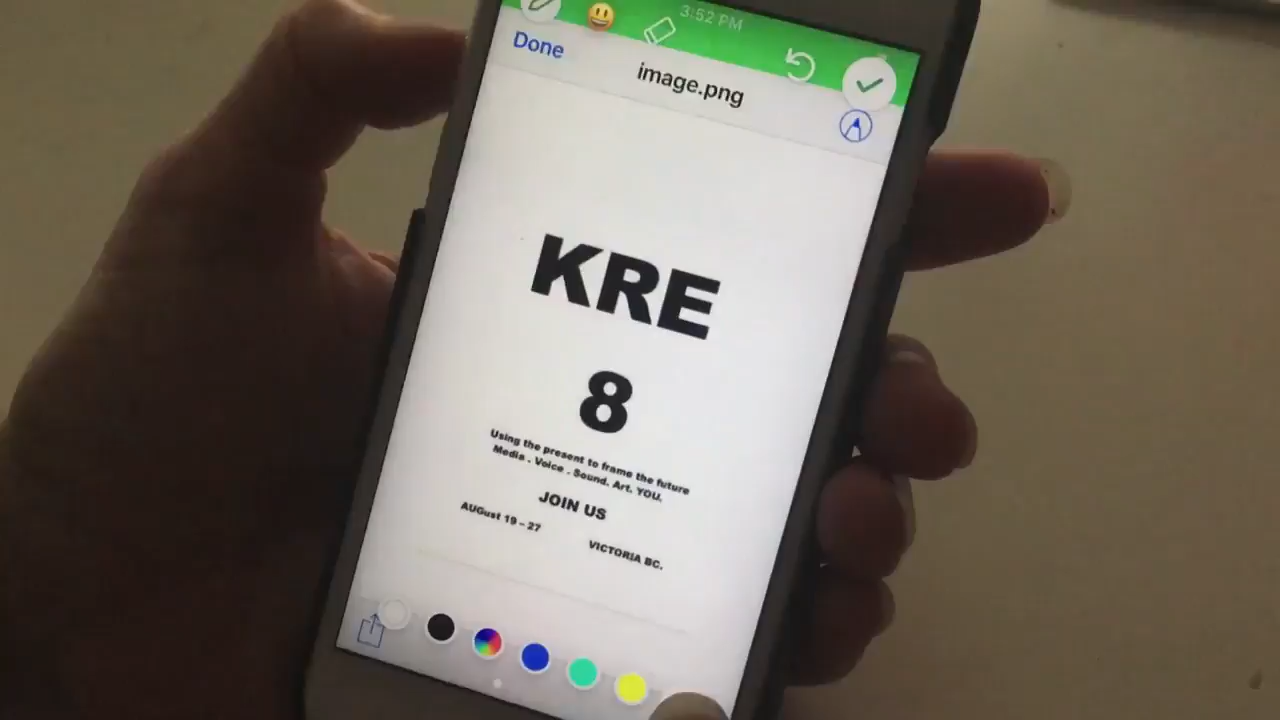 3:52 PM
Done
image.png
KRE
8
Using the present to frame the future
Media . Voice . Sound. Art. YOU.
JOIN US
AUGust 19 – 27
VICTORIA BC.